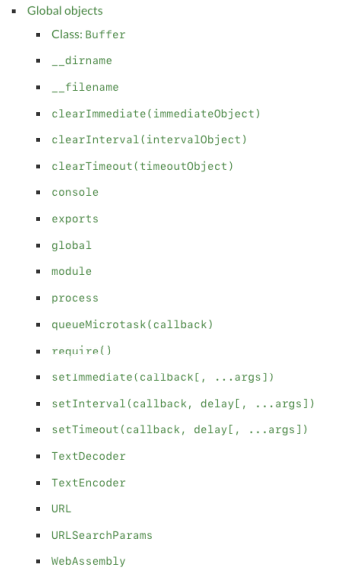 Global objects
Class: Buffer
__dirname
__filename
clearImmediate(immediateObject)
clearInterval(intervalObject)
clearTimeout(timeoutObject)
console
exports
global
module
process
queueMicrotask(callback)
require()
setImmediate(callback[, ...args])
setInterval(callback, delay[, ...args])
setTimeout(callback, delay[, ...args])
TextDecoder
TextEncoder
URL
URLSearchParams
WebAssembly